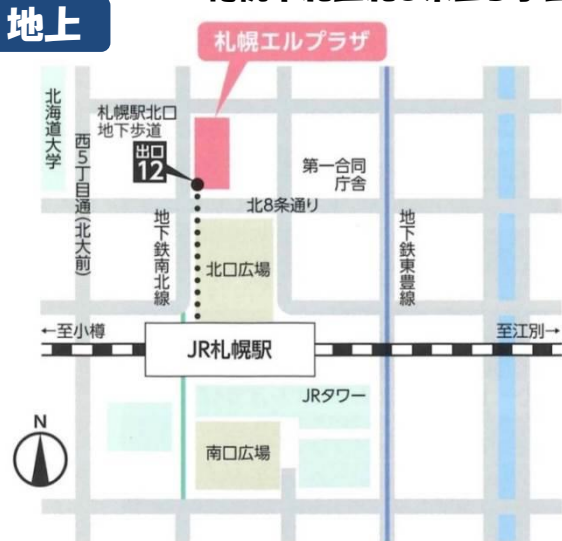 地上
札幌エルプラザ
北海道大学
西5丁目通(北大前)
札幌駅北口
地下歩道
出口
12
第一合同
庁舎
北8条通り
地下鉄南北線
北口広場
地下鉄東豊線
←至小樽
至江別→
JR札幌駅
JRタワー
南口広場
N